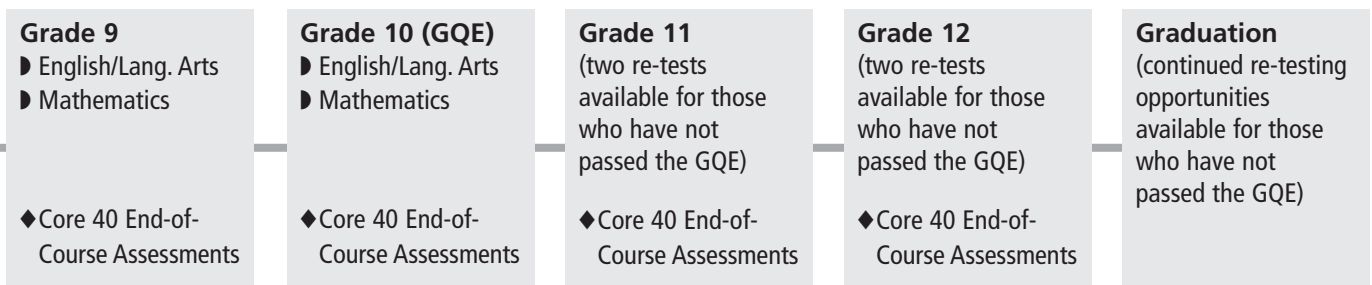 Grade 9
◗ English/Lang. Arts
◗ Mathematics
◆Core 40 End-of-
Course Assessments
Grade 10 (GQE)
◗ English/Lang. Arts
◗ Mathematics
◆Core 40 End-of-
Course Assessments
Grade 11
(two re-tests
available for those
who have not
passed the GQE)
◆Core 40 End-of-
Course Assessments
Grade 12
(two re-tests
available for those
who have not
passed the GQE)
◆Core 40 End-of-
Course Assessments
Graduation
(continued re-testing
opportunities
available for those
who have not
passed the GQE)